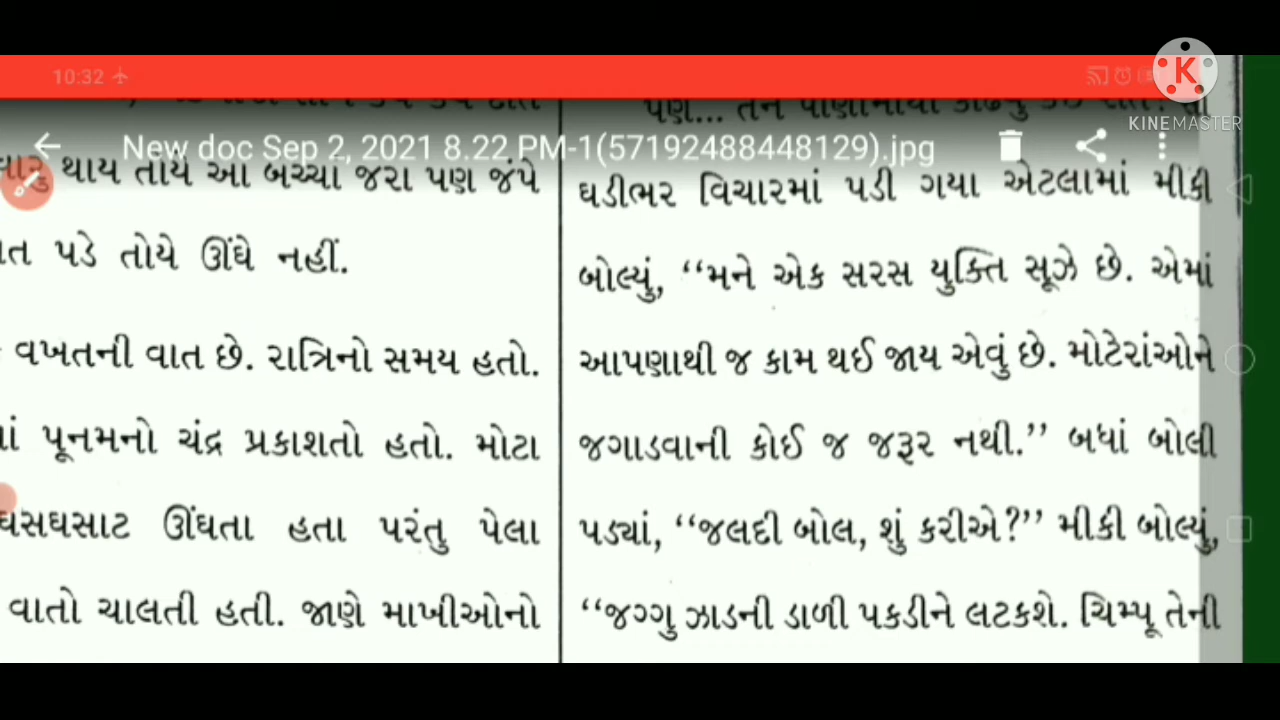 10:32
KINEMASTER
New doc Sep 2, 2021 8.22 PM-1(57192488448129).jpg
થાય તોયે આ બચ્ચા જરા પણ જંપે
પડે તોયે ઊંઘે નહીં.
વખતની વાત છે. રાત્રિનો સમય હતો.
પૂનમનો ચંદ્ર પ્રકાશતો હતો. મોટા
ઘસઘસાટ ઊંઘતા હતા પરંતુ પેલા
વાતો ચાલતી હતી. જાણે માખીઓનો
પણ... તેને
ઘડીભર વિચારમાં પડી ગયા એટલામાં મીકી
બોલ્યું, “મને એક સરસ યુક્તિ સૂઝે છે. એમાં
આપણાથી જ કામ થઈ જાય એવું છે. મોટેરાંઓને
જગાડવાની કોઈ જ જરૂર નથી.” બધાં બોલી
પડ્યાં, “જલદી બોલ, શું કરીએ?” મીકી બોલ્યું,
“જગ્ગુ ઝાડની ડાળી પકડીને લટકશે. ચિમ્પૂ તેની